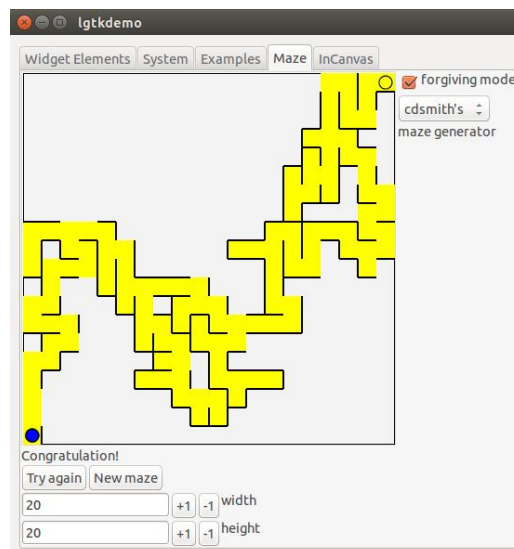 lgtkdemo
Widget Elements System Examples Maze InCanvas
forgiving mode
cdsmith's
maze generator
Congratulation!
Try again New maze
20 +1 -1 width
20 +1 -1 height